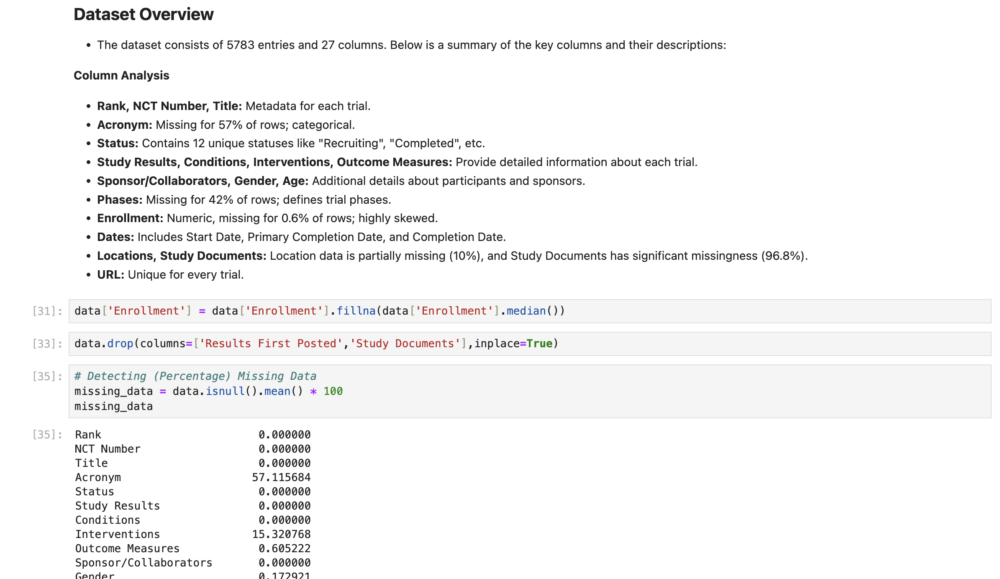 Dataset Overview
• The dataset consists of 5783 entries and 27 columns. Below is a summary of the key columns and their descriptions:
Column Analysis
• Rank, NCT Number, Title: Metadata for each trial.
• Acronym: Missing for 57% of rows; categorical.
• Status: Contains 12 unique statuses like "Recruiting", "Completed", etc.
• Study Results, Conditions, Interventions, Outcome Measures: Provide detailed information about each trial.
• Sponsor/Collaborators, Gender, Age: Additional details about participants and sponsors.
• Phases: Missing for 42% of rows; defines trial phases.
• Enrollment: Numeric, missing for 0.6% of rows; highly skewed.
• Dates: Includes Start Date, Primary Completion Date, and Completion Date.
• Locations, Study Documents: Location data is partially missing (10%), and Study Documents has significant missingness (96.8%).
• URL: Unique for every trial.
[31]: data['Enrollment'] = data['Enrollment'].fillna(data['Enrollment'].median())
[33]: data.drop(columns=['Results First Posted','Study Documents'],inplace=True)
[35]: # Detecting (Percentage) Missing Data
missing_data = data.isnull().mean() * 100
missing_data
[35]: Rank 0.000000
NCT Number 0.000000
Title 0.000000
Acronym 57.115684
Status 0.000000
Study Results 0.000000
Conditions 0.000000
Interventions 15.320768
Outcome Measures 0.605222
Sponsor/Collaborators 0.000000
Gender 0.172921